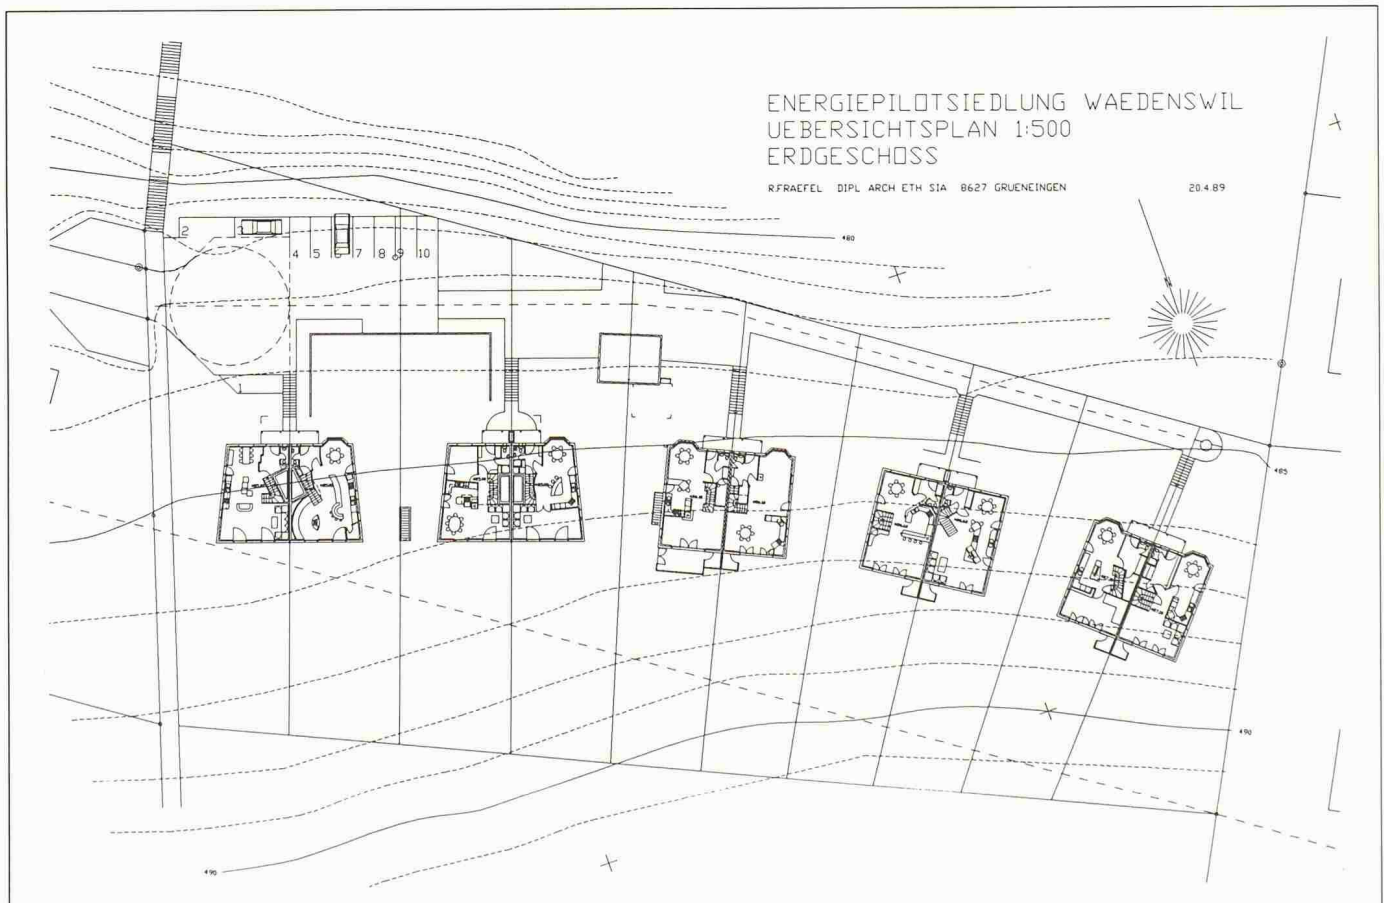 ENERGIEPILOTSIEDLUNG WAEDENSWIL
UEBERSICHTSPLAN 1:500
ERDGESCHOSS
R.FRAEFEL DIPL ARCH ETH SIA 8627 GRUENEINGEN 20.4.89
480
2
4 5 6 7 8 9 10
N
1
485
490
490